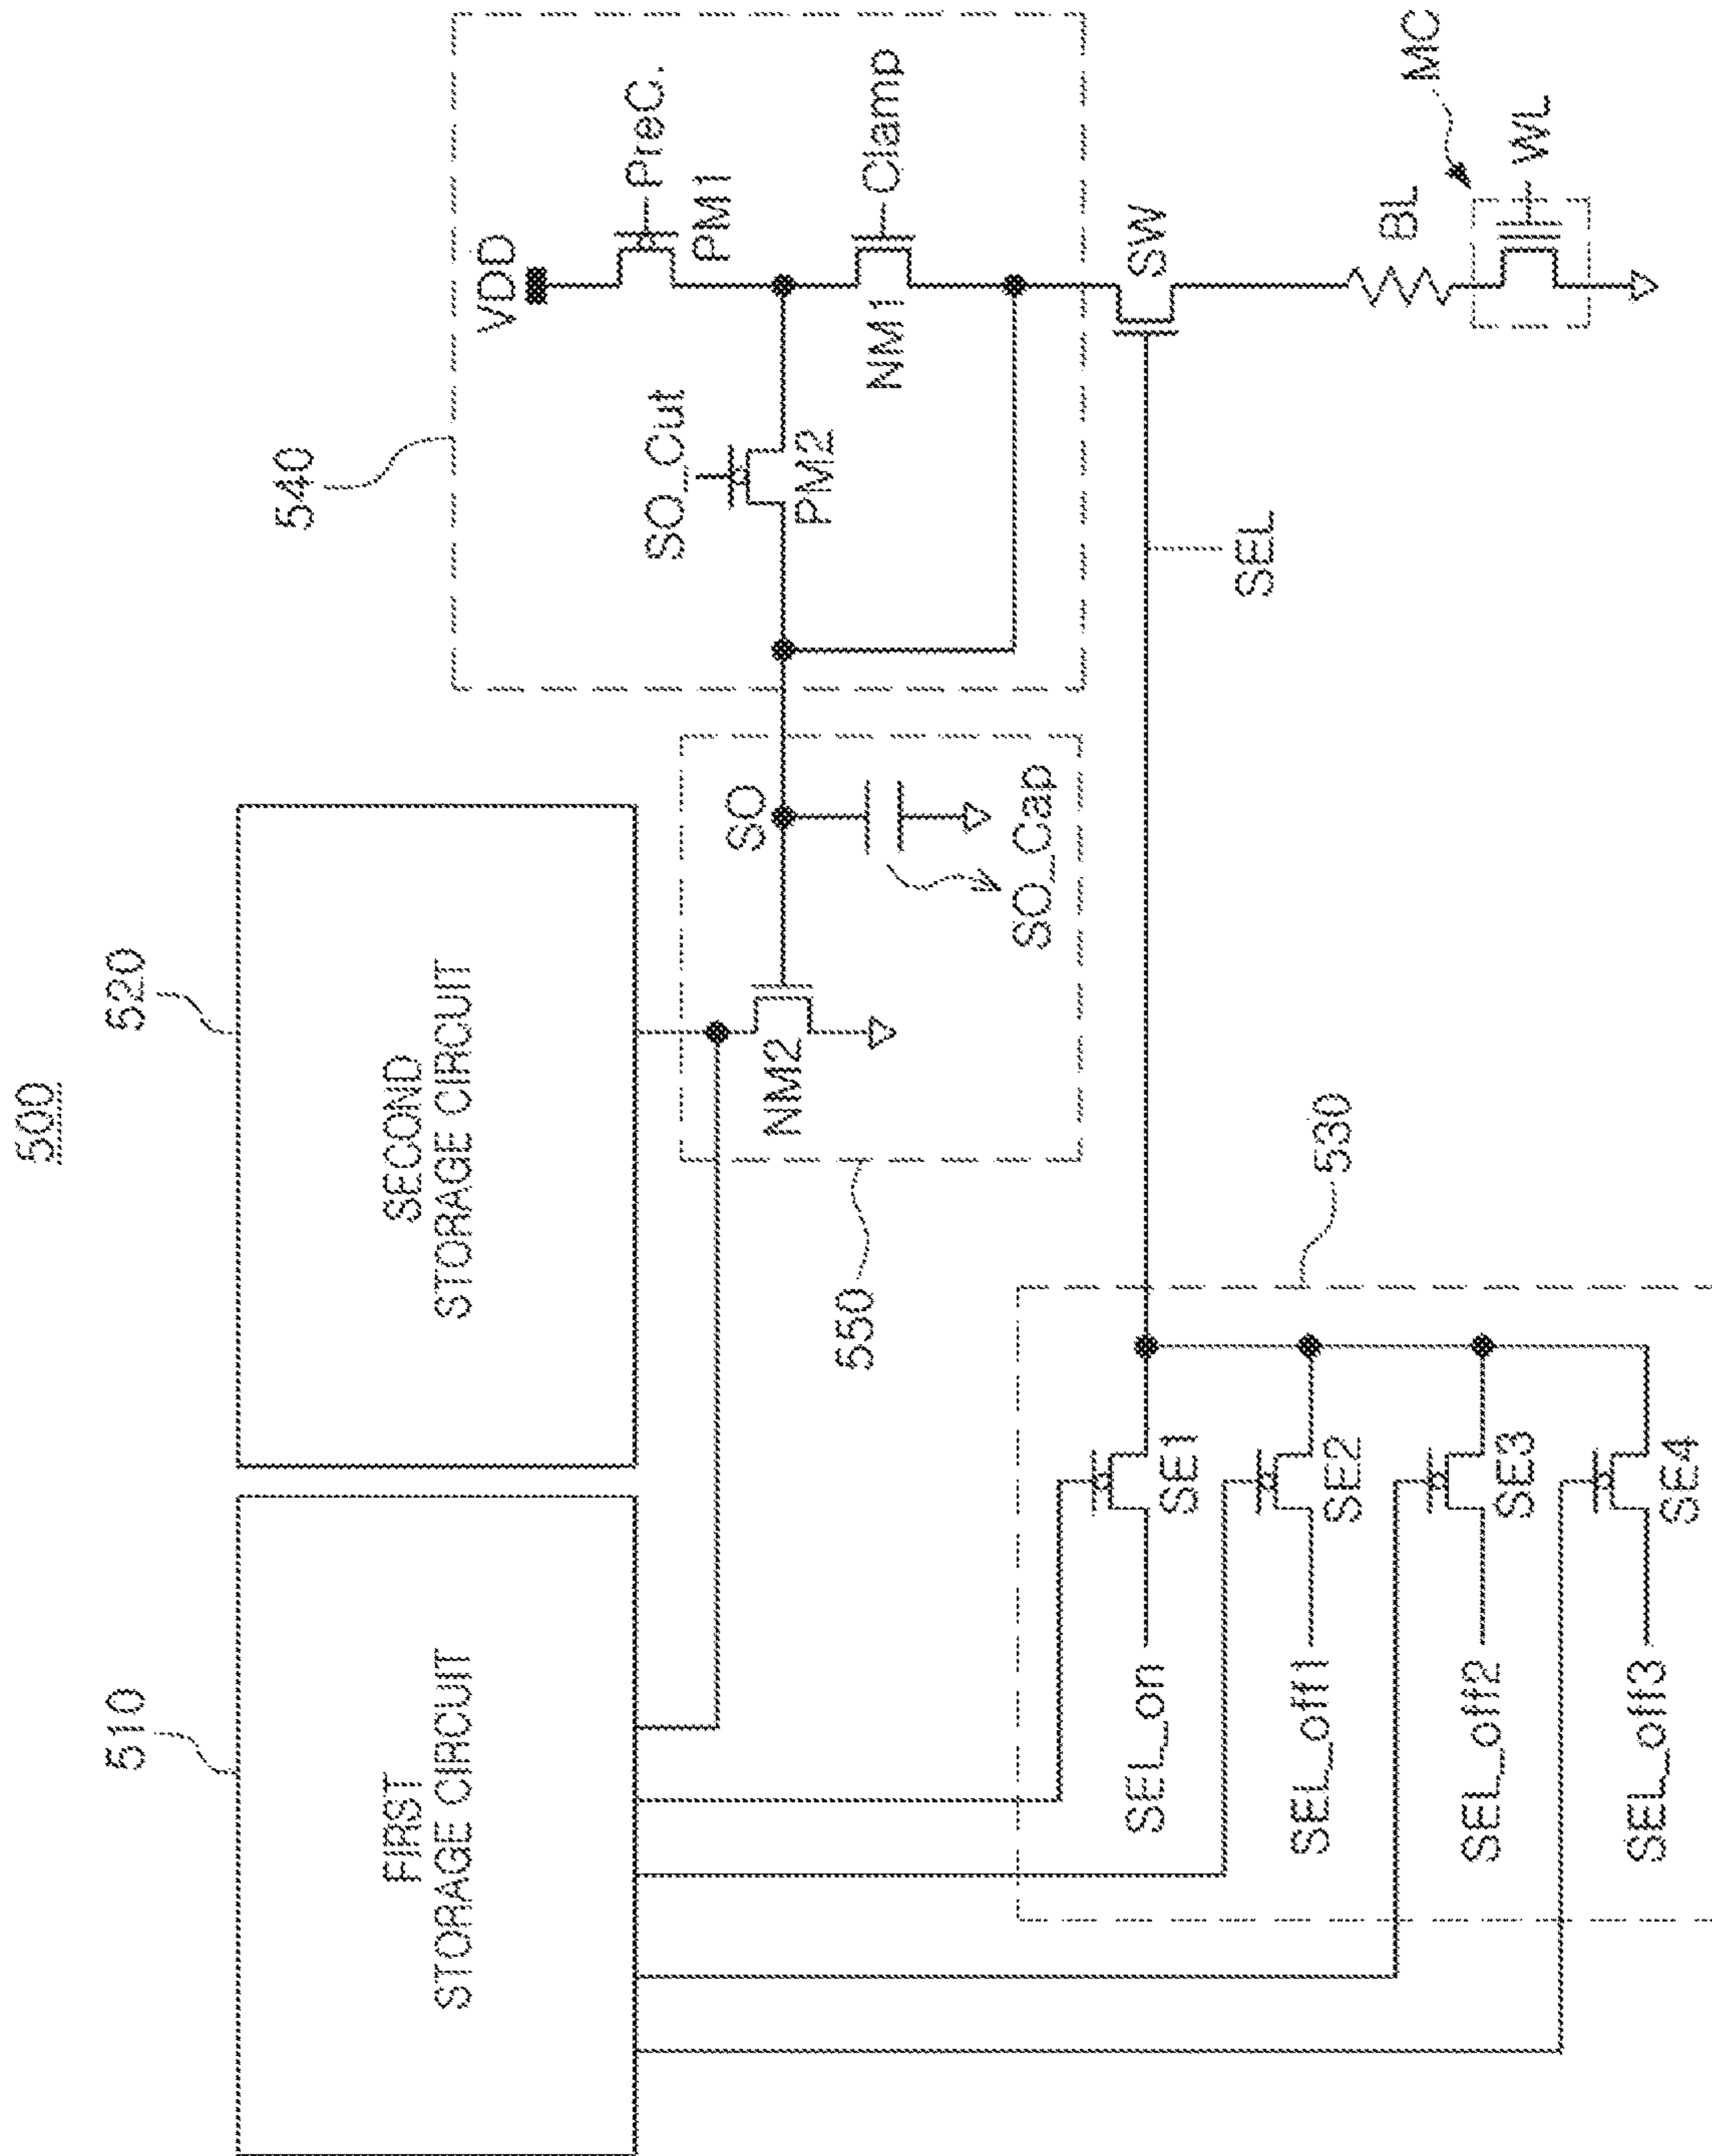 500
510
520
540
FIRST
STORAGE CIRCUIT
SECOND
STORAGE CIRCUIT
VDD
PreC.
PM1
SO_Cut
PM2
Clamp
NM1
SO
SO_Cap
NM2
550
SW
SEL
BL
MC
WL
530
SEL_on
SE1
SEL_off1
SE2
SEL_off2
SE3
SEL_off3
SE4